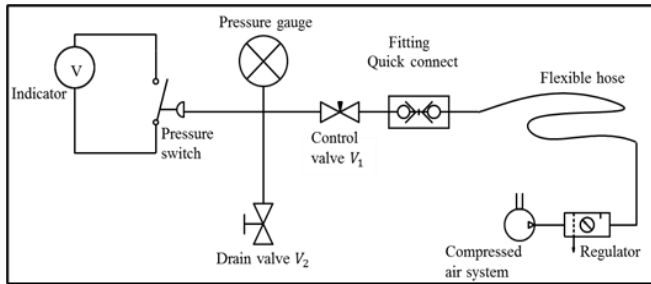 Pressure gauge
Fitting
Quick connect
Flexible hose
V
Indicator
Pressure
switch
Control
valve V₁
Drain valve V₂
Compressed
air system
Regulator